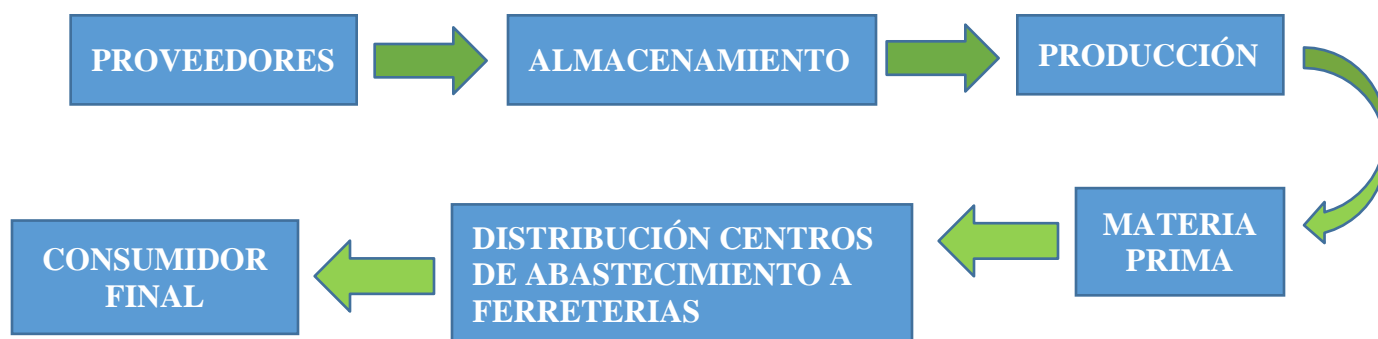 PROVEEDORES
ALMACENAMIENTO
PRODUCCIÓN
MATERIA
PRIMA
DISTRIBUCIÓN CENTROS
DE ABASTECIMIENTO A
FERRETERIAS
CONSUMIDOR
FINAL